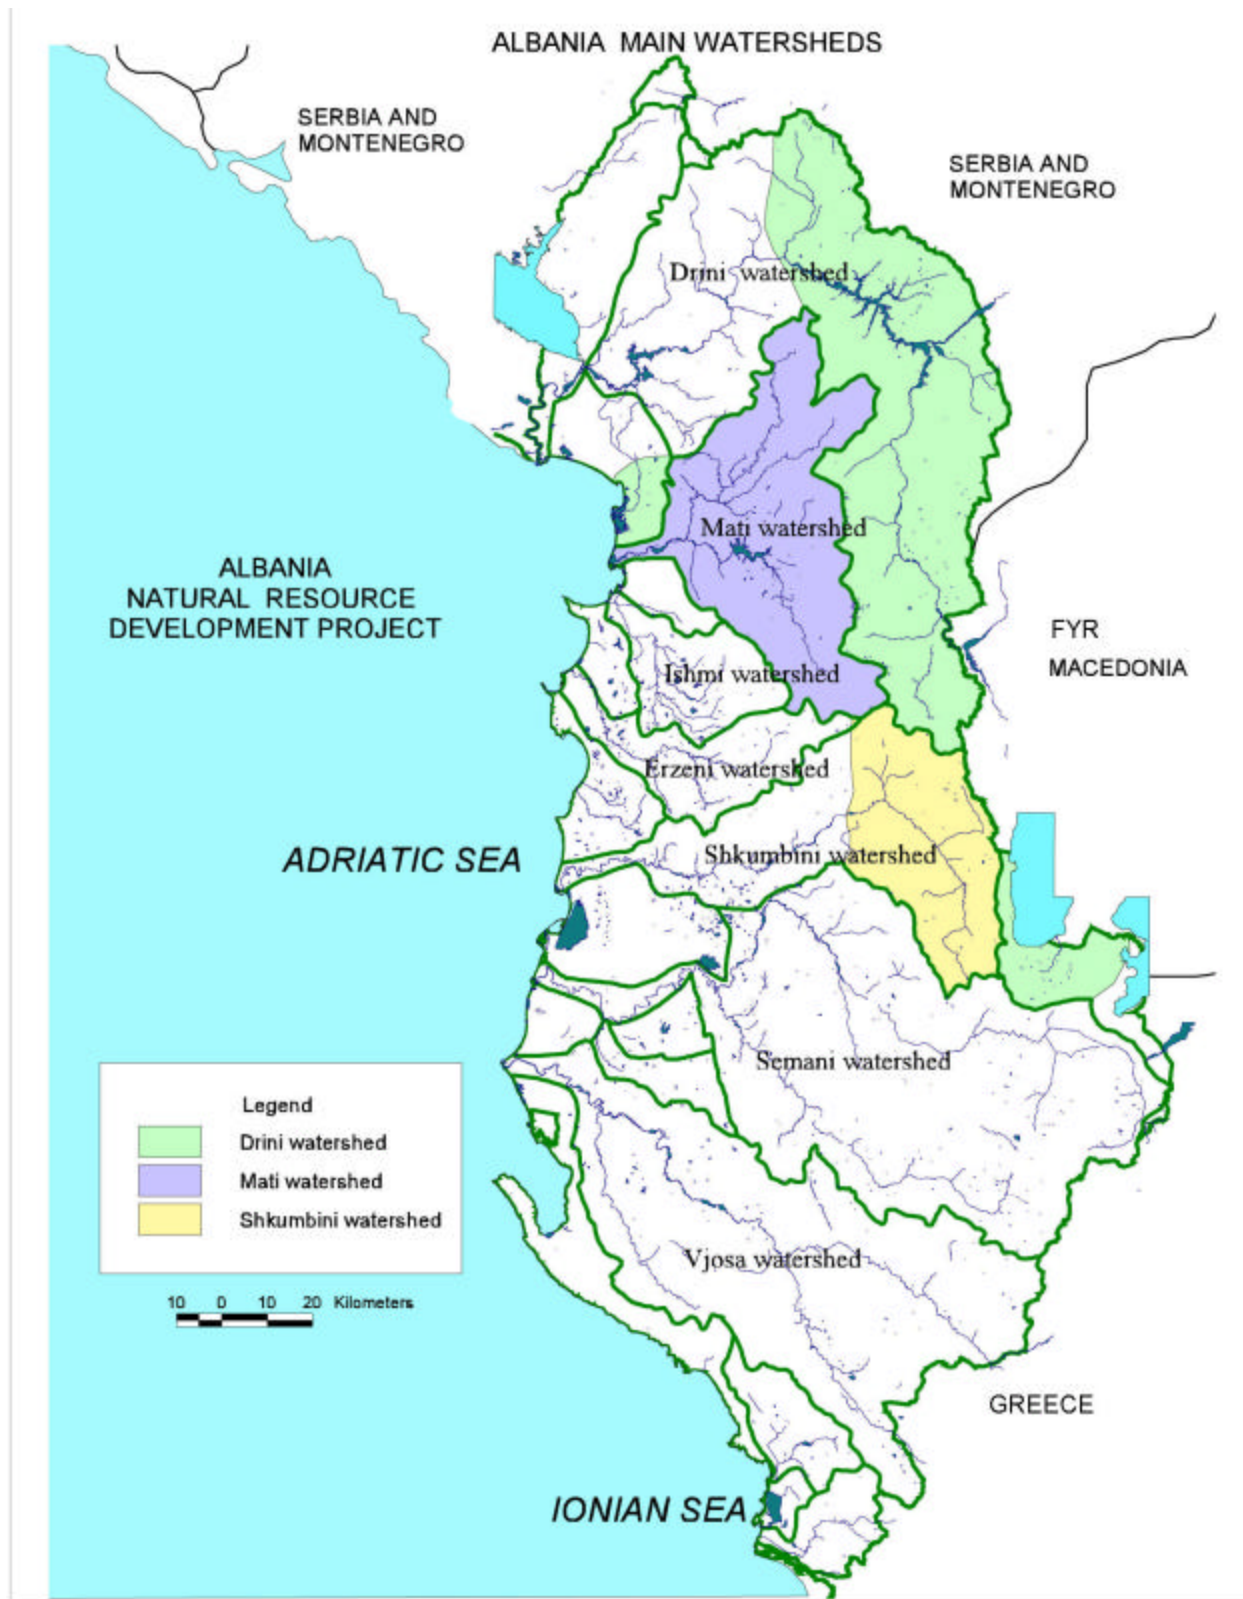 ALBANIA MAIN WATERSHEDS
SERBIA AND
MONTENEGRO
SERBIA AND
MONTENEGRO
Drini watershed
Mati watershed
ALBANIA
NATURAL RESOURCE
DEVELOPMENT PROJECT
FYR
MACEDONIA
Ishmi watershed
Erzeni watershed
ADRIATIC SEA
Shkumbini watershed
Semani watershed
Legend
Drini watershed
Mati watershed
Shkumbini watershed
Vjosa watershed
10 0 10 20 Kilometers
GREECE
IONIAN SEA